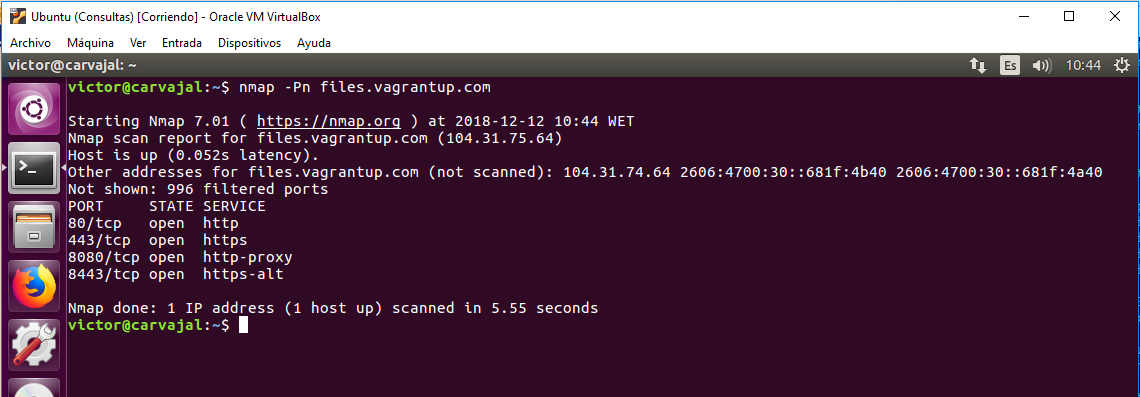 Ubuntu (Consultas) [Corriendo] - Oracle VM VirtualBox
Archivo Máquina Ver Entrada Dispositivos Ayuda
victor@carvajal: ~ Es 10:44
victor@carvajal:~$ nmap -Pn files.vagrantup.com
Starting Nmap 7.01 ( https://nmap.org ) at 2018-12-12 10:44 WET
Nmap scan report for files.vagrantup.com (104.31.75.64)
Host is up (0.052s latency).
Other addresses for files.vagrantup.com (not scanned): 104.31.74.64 2606:4700:30::681f:4b40 2606:4700:30::681f:4a40
Not shown: 996 filtered ports
PORT STATE SERVICE
80/tcp open http
443/tcp open https
8080/tcp open http-proxy
8443/tcp open https-alt
Nmap done: 1 IP address (1 host up) scanned in 5.55 seconds
victor@carvajal:~$